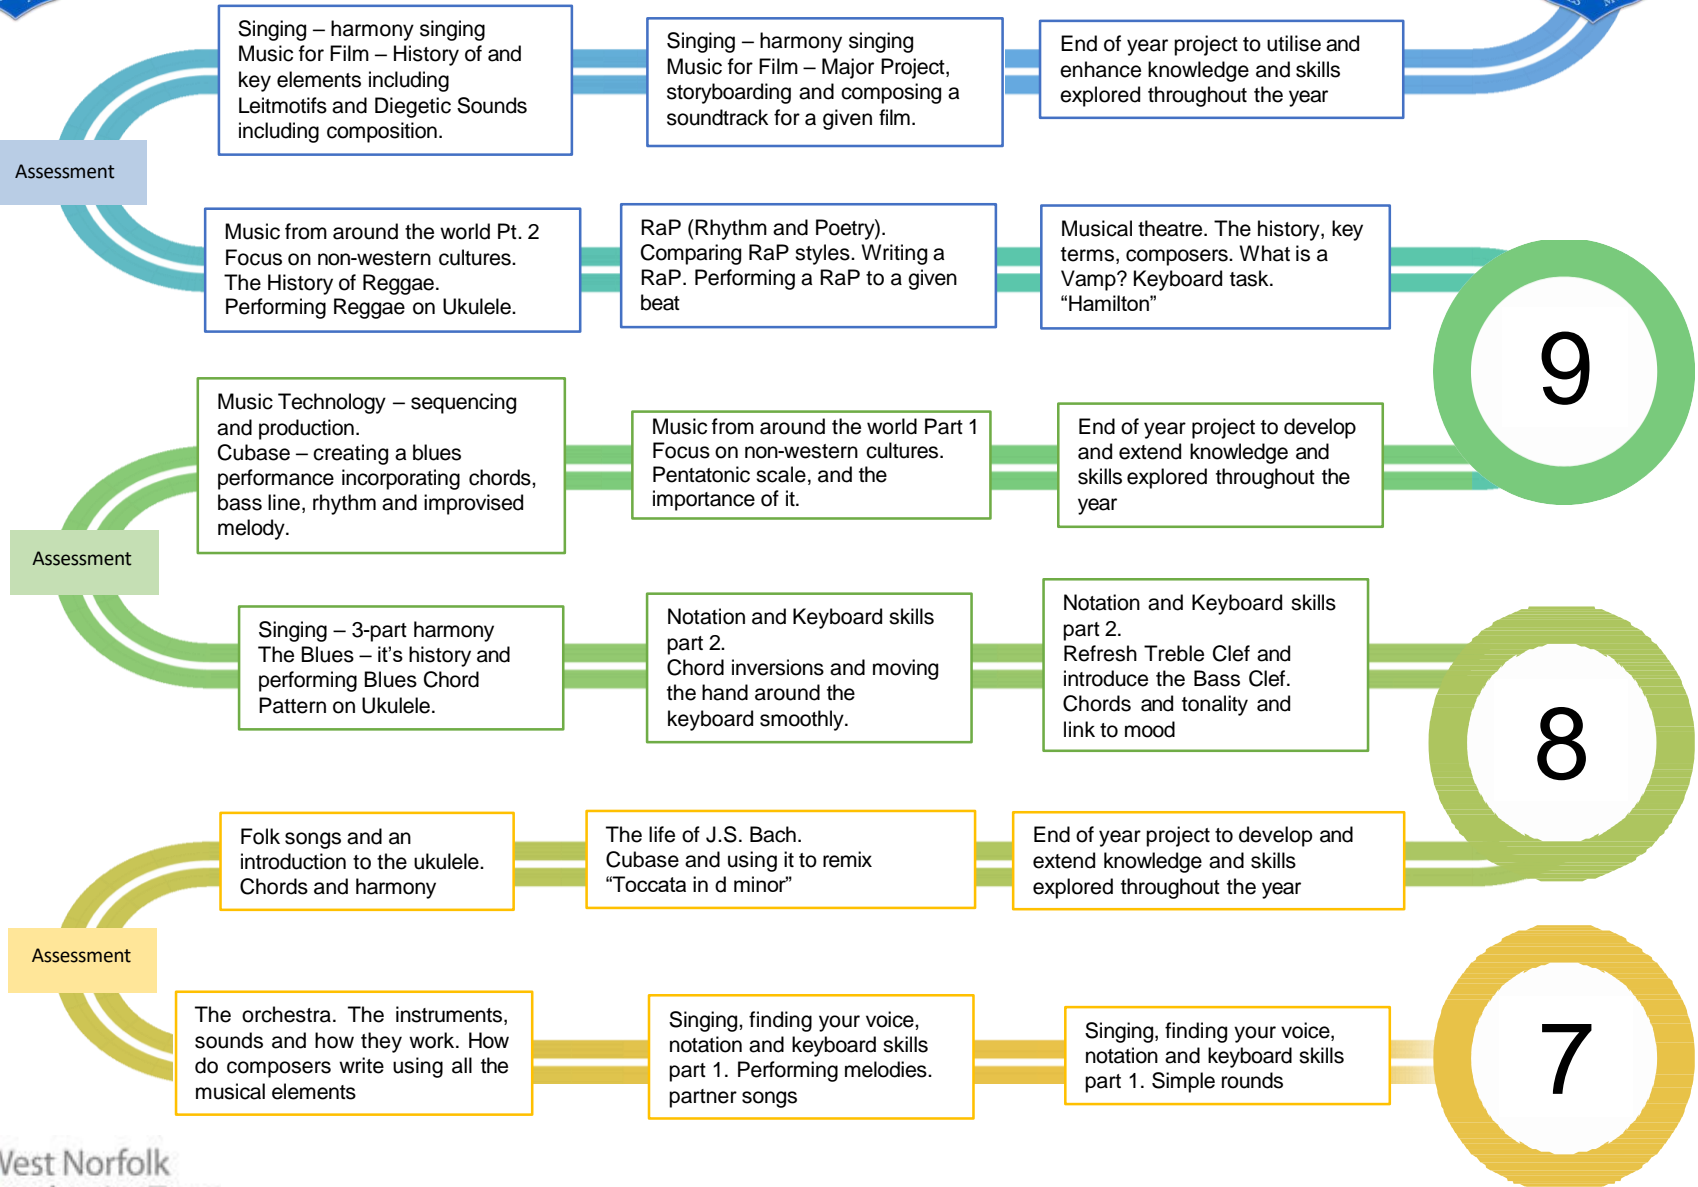 Singing – harmony singing
Music for Film – History of and
key elements including
Leitmotifs and Diegetic Sounds
including composition.
Singing – harmony singing
Music for Film – Major Project,
storyboarding and composing a
soundtrack for a given film.
End of year project to utilise and
enhance knowledge and skills
explored throughout the year
Assessment
Music from around the world Pt. 2
Focus on non-western cultures.
The History of Reggae.
Performing Reggae on Ukulele.
RaP (Rhythm and Poetry).
Comparing RaP styles. Writing a
RaP. Performing a RaP to a given
beat
Musical theatre. The history, key
terms, composers. What is a
Vamp? Keyboard task.
“Hamilton”
9
Music Technology – sequencing
and production.
Cubase – creating a blues
performance incorporating chords,
bass line, rhythm and improvised
melody.
Music from around the world Part 1
Focus on non-western cultures.
Pentatonic scale, and the
importance of it.
End of year project to develop
and extend knowledge and
skills explored throughout the
year
Assessment
Singing – 3-part harmony
The Blues – it’s history and
performing Blues Chord
Pattern on Ukulele.
Notation and Keyboard skills
part 2.
Chord inversions and moving
the hand around the
keyboard smoothly.
Notation and Keyboard skills
part 2.
Refresh Treble Clef and
introduce the Bass Clef.
Chords and tonality and
link to mood
8
Folk songs and an
introduction to the ukulele.
Chords and harmony
The life of J.S. Bach.
Cubase and using it to remix
“Toccata in d minor”
End of year project to develop and
extend knowledge and skills
explored throughout the year
Assessment
The orchestra. The instruments,
sounds and how they work. How
do composers write using all the
musical elements
Singing, finding your voice,
notation and keyboard skills
part 1. Performing melodies.
partner songs
Singing, finding your voice,
notation and keyboard skills
part 1. Simple rounds
7
West Norfolk